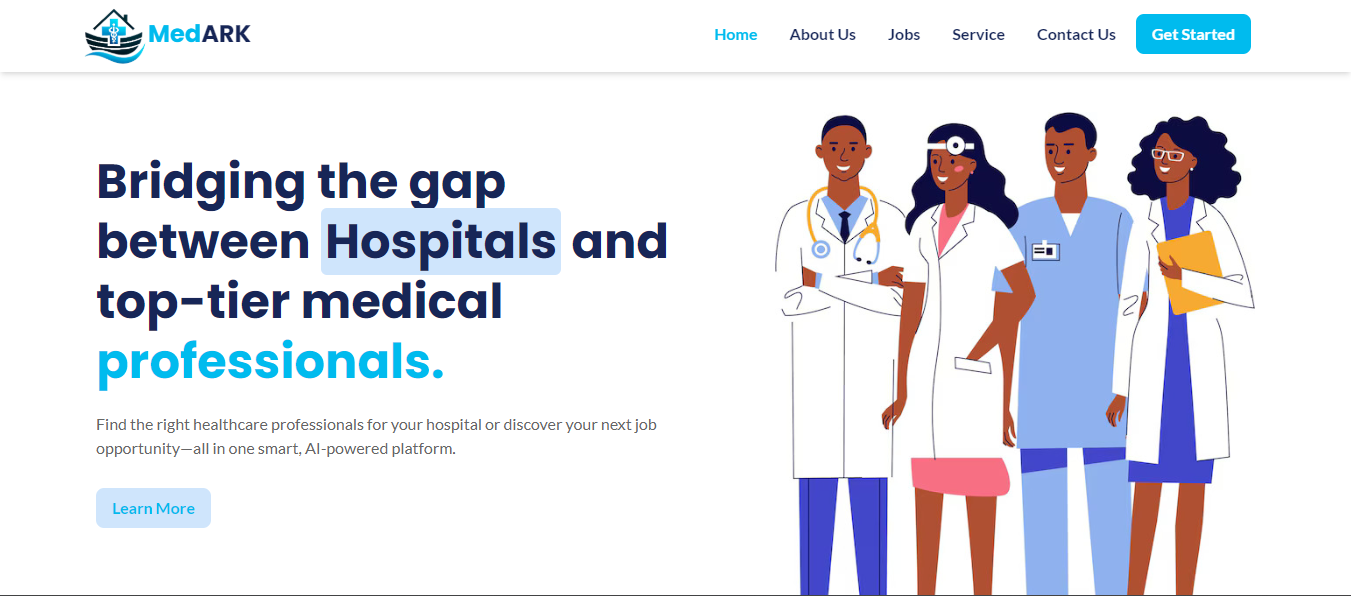 MedARK
Home
About Us
Jobs
Service
Contact Us
Get Started
Bridging the gap
between Hospitals and
top-tier medical
professionals.
Find the right healthcare professionals for your hospital or discover your next job
opportunity—all in one smart, AI-powered platform.
Learn More